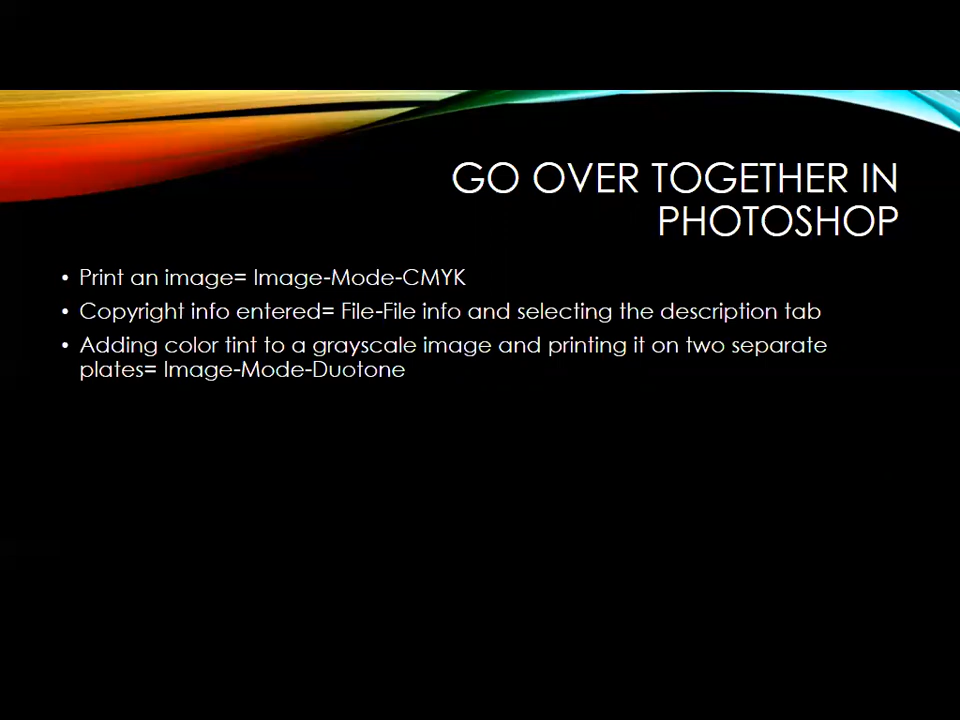 GO OVER TOGETHER IN
PHOTOSHOP
• Print an image= Image-Mode-CMYK
• Copyright info entered= File-File info and selecting the description tab
• Adding color tint to a grayscale image and printing it on two separate
plates= Image-Mode-Duotone